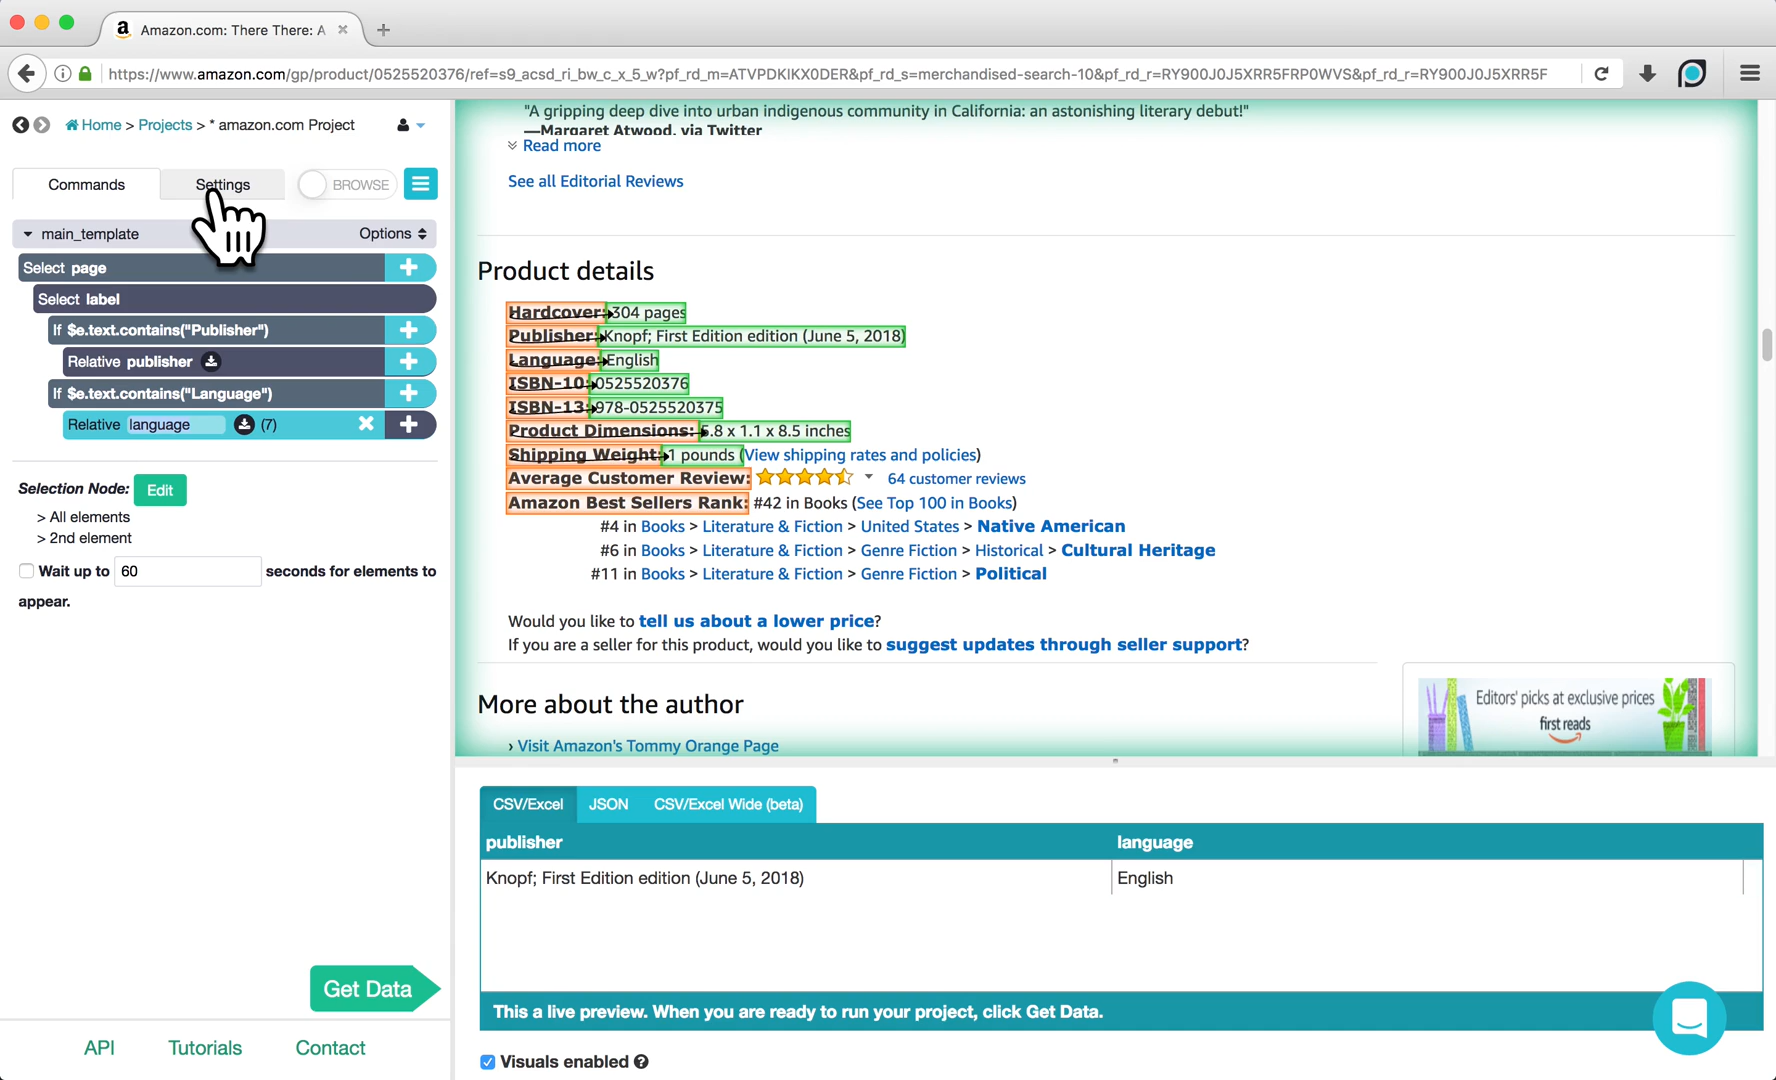 Amazon.com: There There: A
https://www.amazon.com/gp/product/0525520376/ref=s9_acsd_ri_bw_c_x_5_w?pf_rd_m=ATVPDKIKX0DER&pf_rd_s=merchandised-search-10&pf_rd_r=RY900J0J5XRR5FRP0WVS&pf_rd_r=RY900J0J5XRR5F
Home > Projects > * amazon.com Project
Commands
Settings
BROWSE
main_template
Options
Select page
Select label
If $e.text.contains("Publisher")
Relative publisher
If $e.text.contains("Language")
Relative language (7)
Selection Node: Edit
> All elements
> 2nd element
Wait up to 60 seconds for elements to
appear.
Get Data
API
Tutorials
Contact
"A gripping deep dive into urban indigenous community in California: an astonishing literary debut!"
—Margaret Atwood, via Twitter
Read more
See all Editorial Reviews
Product details
Hardcover: 304 pages
Publisher: Knopf; First Edition edition (June 5, 2018)
Language: English
ISBN-10: 0525520376
ISBN-13: 978-0525520375
Product Dimensions: 5.8 x 1.1 x 8.5 inches
Shipping Weight: 1 pounds (View shipping rates and policies)
Average Customer Review: 64 customer reviews
Amazon Best Sellers Rank: #42 in Books (See Top 100 in Books)
#4 in Books > Literature & Fiction > United States > Native American
#6 in Books > Literature & Fiction > Genre Fiction > Historical > Cultural Heritage
#11 in Books > Literature & Fiction > Genre Fiction > Political
Would you like to tell us about a lower price?
If you are a seller for this product, would you like to suggest updates through seller support?
More about the author
› Visit Amazon's Tommy Orange Page
Editors' picks at exclusive prices
first reads
CSV/Excel
JSON
CSV/Excel Wide (beta)
publisher
language
Knopf; First Edition edition (June 5, 2018)
English
This a live preview. When you are ready to run your project, click Get Data.
Visuals enabled